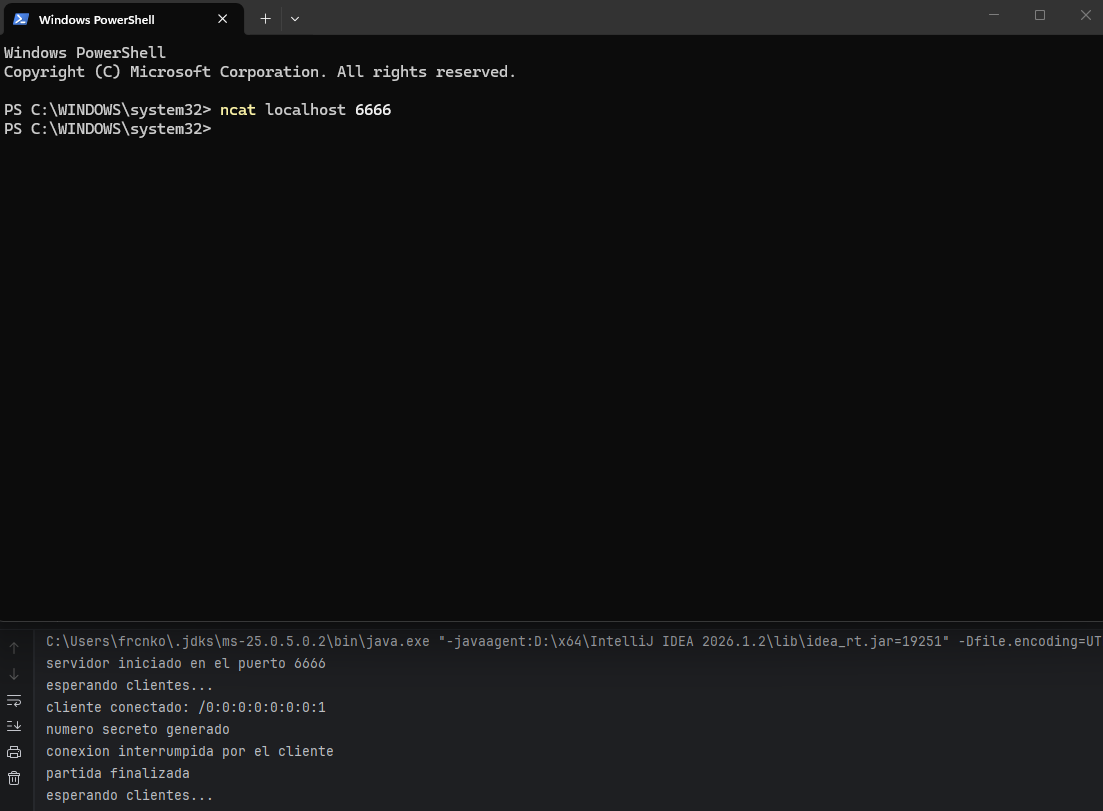 Windows PowerShell
Windows PowerShell
Copyright (C) Microsoft Corporation. All rights reserved.
PS C:\WINDOWS\system32> ncat localhost 6666
PS C:\WINDOWS\system32>
C:\Users\frcnko\.jdks\ms-25.0.5.0.2\bin\java.exe "-javaagent:D:\x64\IntelliJ IDEA 2026.1.2\lib\idea_rt.jar=19251" -Dfile.encoding=UT
servidor iniciado en el puerto 6666
esperando clientes...
cliente conectado: /0:0:0:0:0:0:0:1
numero secreto generado
conexion interrumpida por el cliente
partida finalizada
esperando clientes...